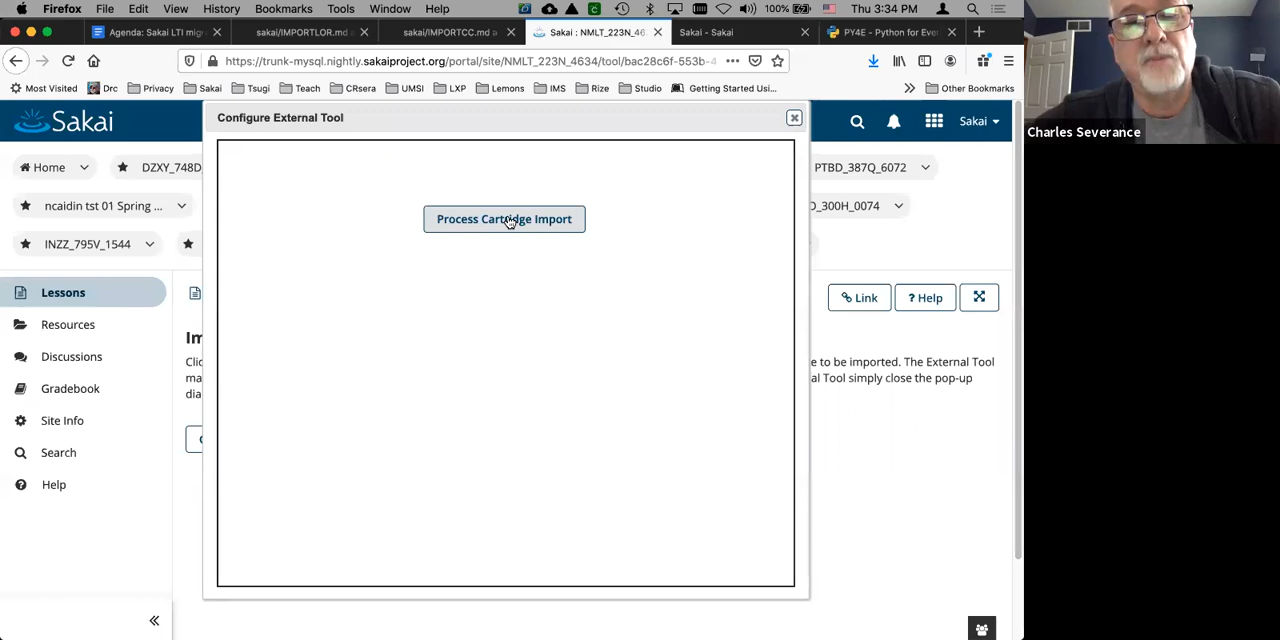 Firefox File Edit View History Bookmarks Tools Window Help 100% Thu 3:34 PM
Agenda: Sakai LTI mig
sakai/IMPORTLOR.md a
sakai/IMPORTCC.md a
Sakai : NMLT_223N_46
Sakai - Sakai
PY4E - Python for Eve
https://trunk-mysql.nightly.sakaiproject.org/portal/site/NMLT_223N_4634/tool/bac28c6f-553b-4
Most Visited Drc Privacy Sakai Tsugi Teach CRsera UMSI LXP Lemons IMS Rize Studio Getting Started Usi... Other Bookmarks
Sakai
Configure External Tool
Sakai
Home
DZXY_748D
PTBD_387Q_6072
ncaidin tst 01 Spring ...
D_300H_0074
INZZ_795V_1544
Process Cartridge Import
Lessons
Resources
Discussions
Gradebook
Site Info
Search
Help
Link
? Help
Im
Clic
e to be imported. The External Tool
ma
al Tool simply close the pop-up
dia
Charles Severance